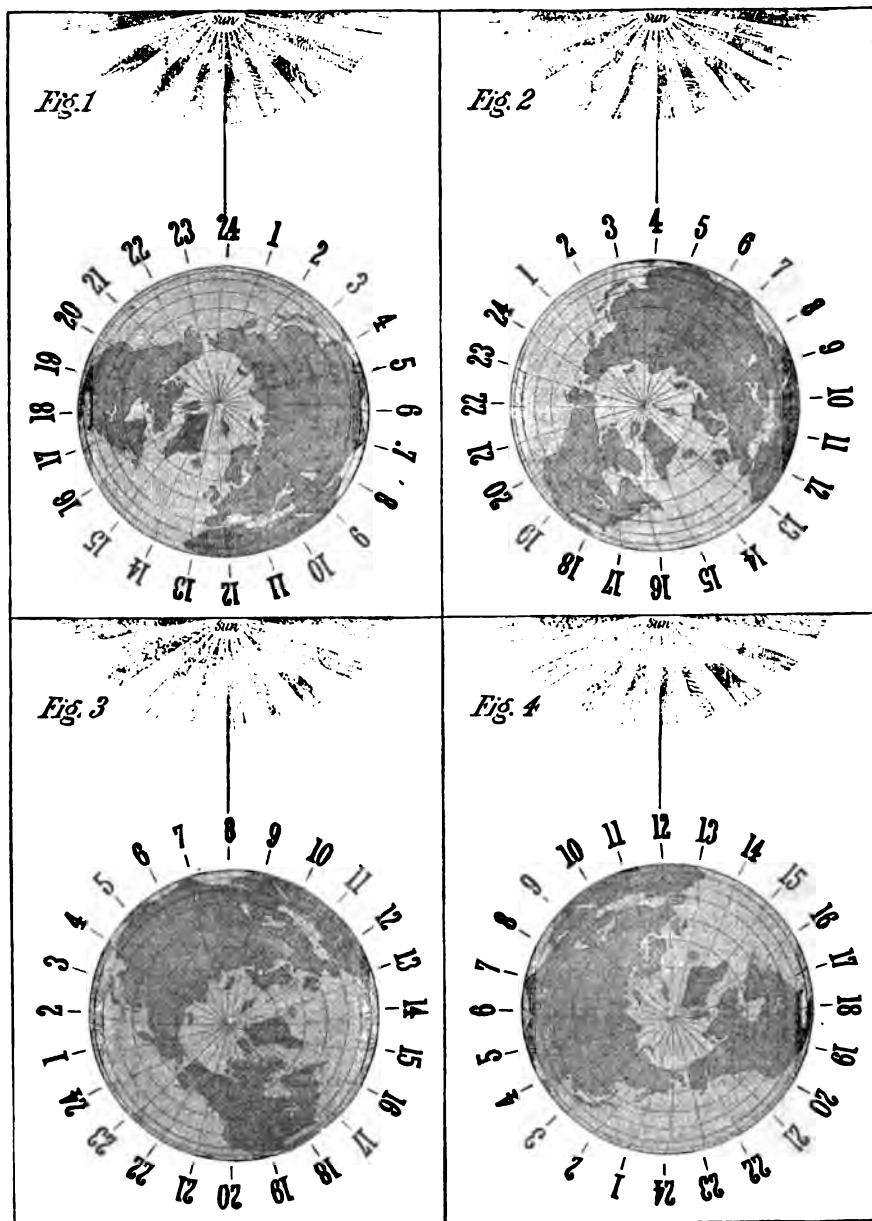 Sun
Fig.1
24 1 2 3 4 5 6 7 8 9 10 11 12 13 14 15 16 17 18 19 20 21 22 23
Sun
Fig. 2
4 5 6 7 8 9 10 11 12 13 14 15 16 17 18 19 20 21 22 23 24 1 2 3
Sun
Fig. 3
8 9 10 11 12 13 14 15 16 17 18 19 20 21 22 23 24 1 2 3 4 5 6 7
Sun
Fig. 4
12 13 14 15 16 17 18 19 20 21 22 23 24 1 2 3 4 5 6 7 8 9 10 11